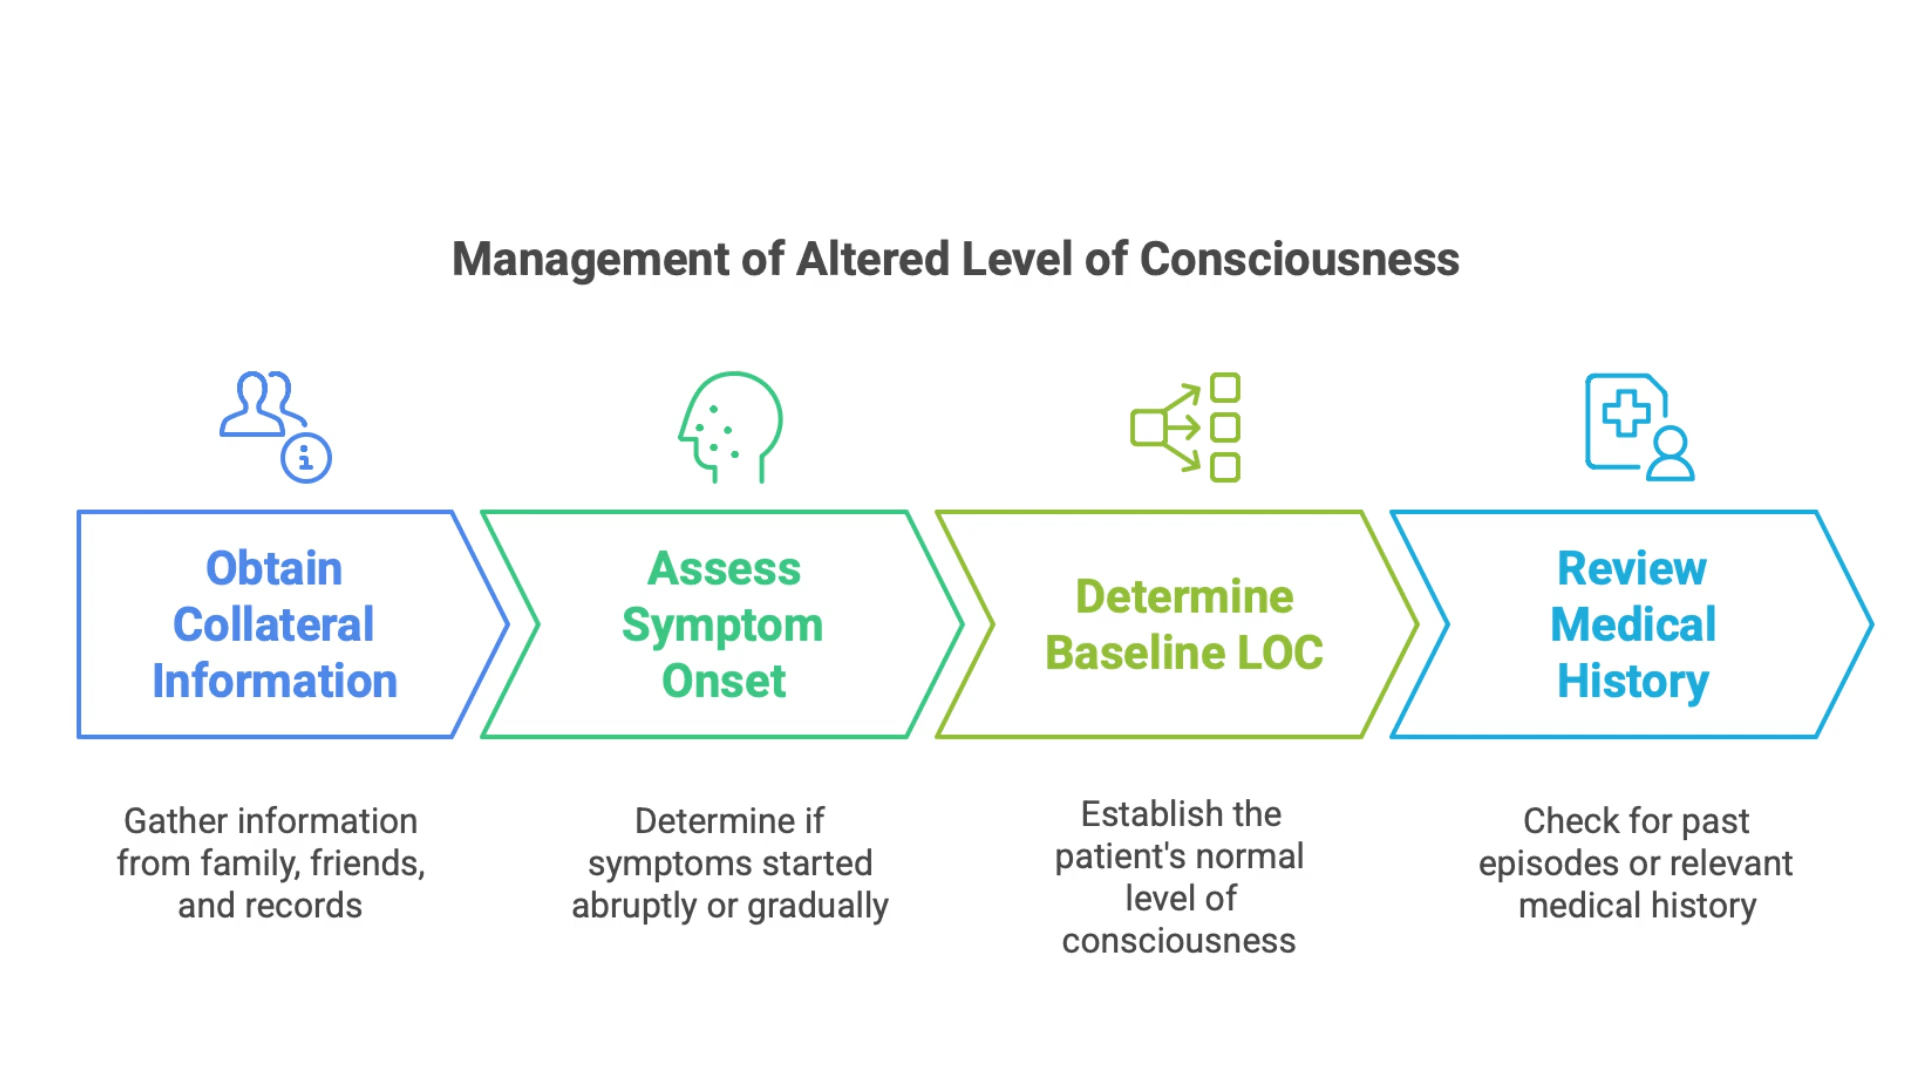 Management of Altered Level of Consciousness
Obtain
Collateral
Information
Assess
Symptom
Onset
Determine
Baseline LOC
Review
Medical
History
Gather information
from family, friends,
and records
Determine if
symptoms started
abruptly or gradually
Establish the
patient's normal
level of
consciousness
Check for past
episodes or relevant
medical history